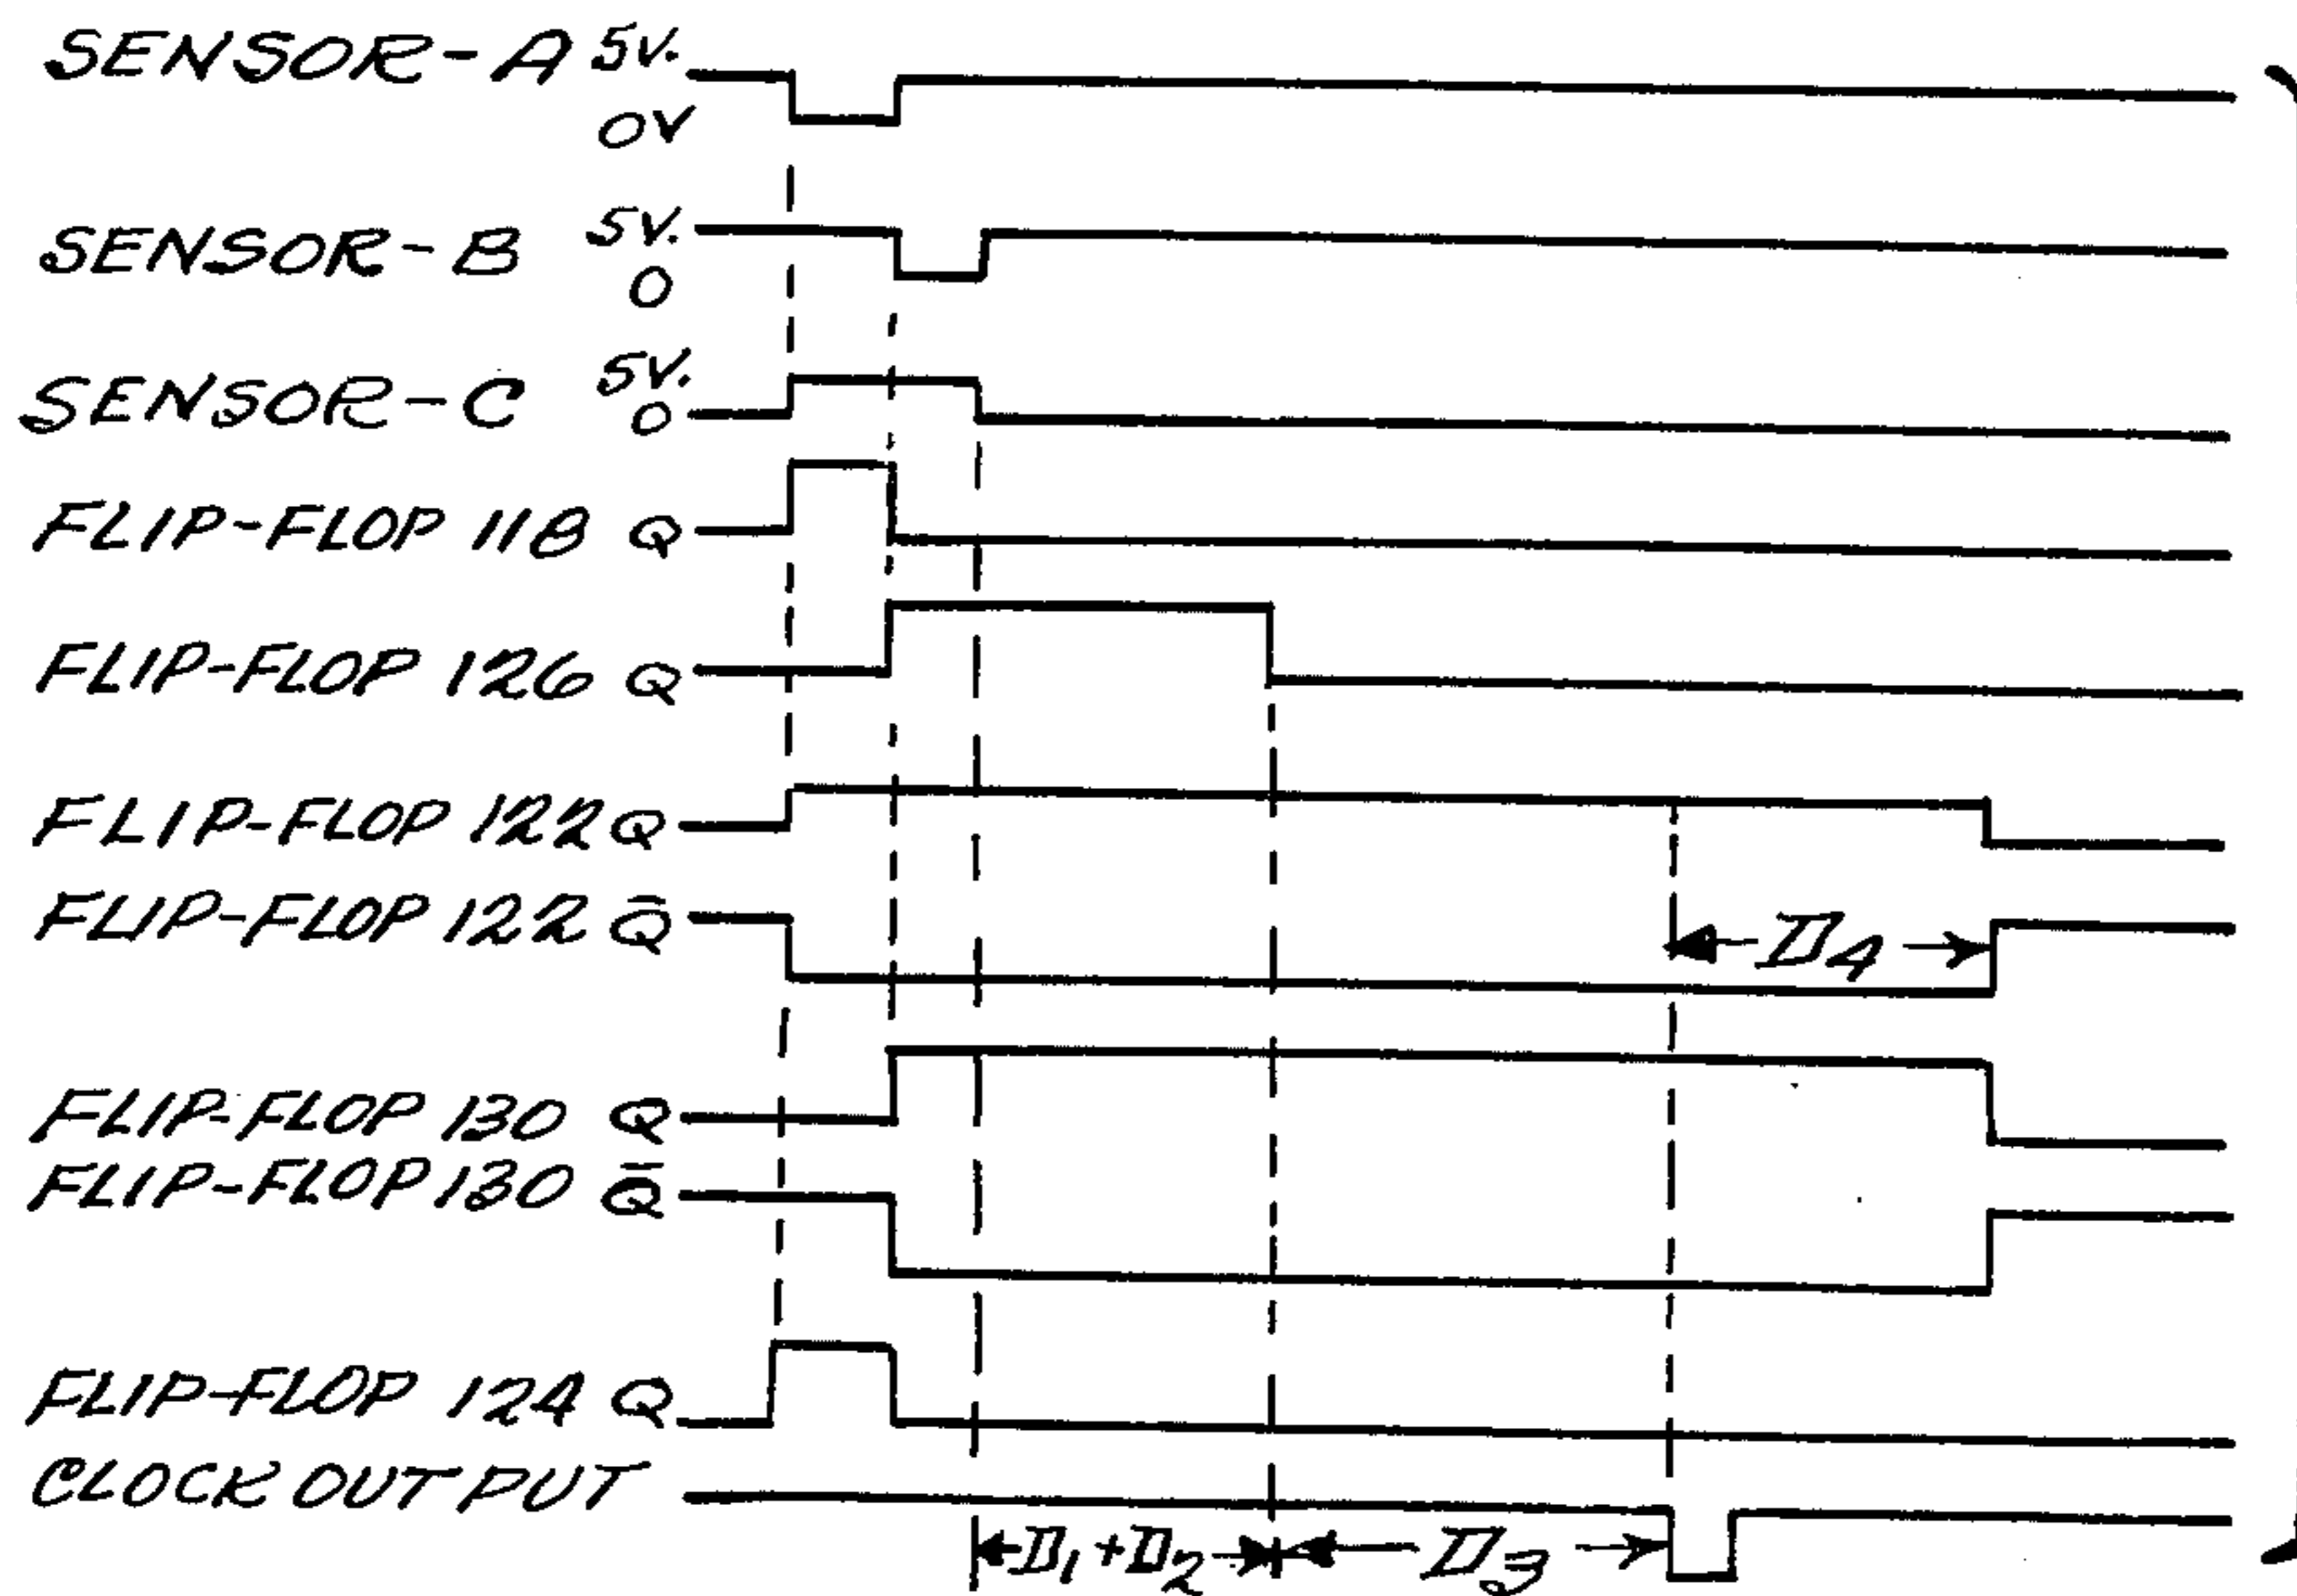 SENSOR-A 5V.
0V
SENSOR-B 5V.
0
SENSOR-C 5V.
0
FLIP-FLOP 118 Q
FLIP-FLOP 126 Q
FLIP-FLOP 122 Q
FLIP-FLOP 122 Q̅
D4
FLIP-FLOP 130 Q
FLIP-FLOP 130 Q̅
FLIP-FLOP 124 Q
CLOCK OUTPUT
D1+D2 D3